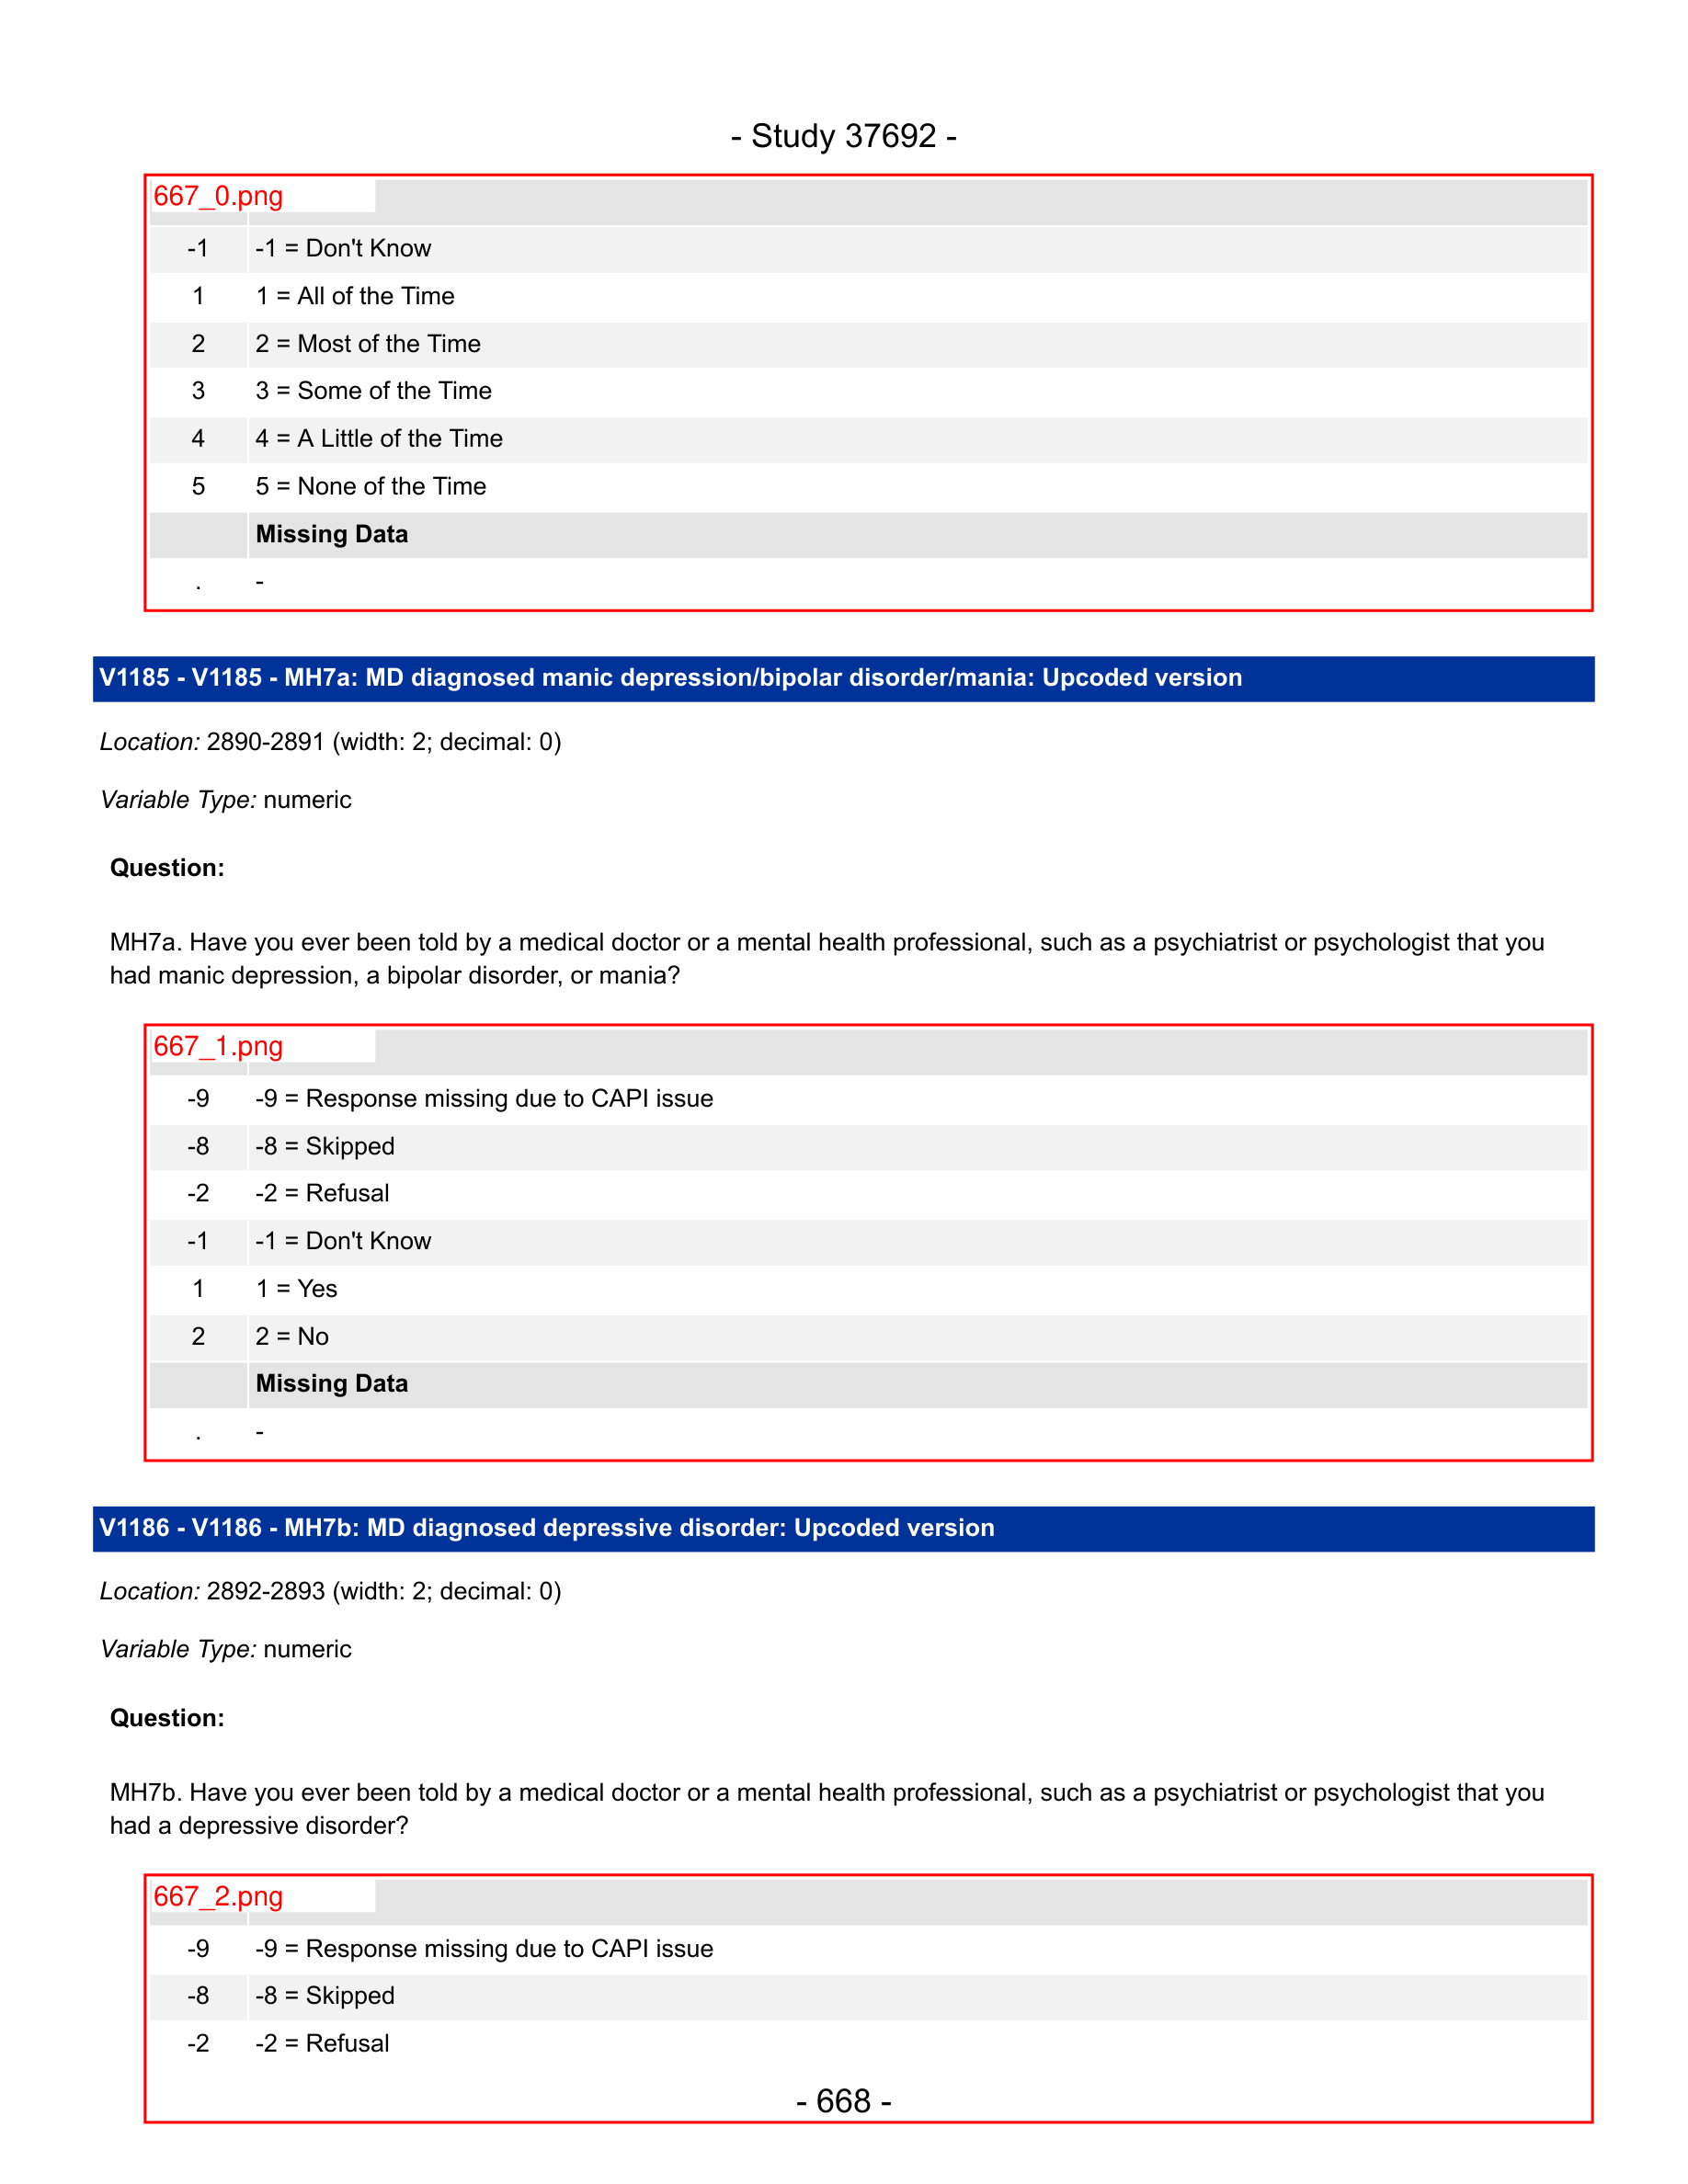 - Study 37692 -
667_0.png
-1 -1 = Don't Know
1 1 = All of the Time
2 2 = Most of the Time
3 3 = Some of the Time
4 4 = A Little of the Time
5 5 = None of the Time
Missing Data
. -
V1185 - V1185 - MH7a: MD diagnosed manic depression/bipolar disorder/mania: Upcoded version
Location: 2890-2891 (width: 2; decimal: 0)
Variable Type: numeric
Question:
MH7a. Have you ever been told by a medical doctor or a mental health professional, such as a psychiatrist or psychologist that you
had manic depression, a bipolar disorder, or mania?
667_1.png
-9 -9 = Response missing due to CAPI issue
-8 -8 = Skipped
-2 -2 = Refusal
-1 -1 = Don't Know
1 1 = Yes
2 2 = No
Missing Data
. -
V1186 - V1186 - MH7b: MD diagnosed depressive disorder: Upcoded version
Location: 2892-2893 (width: 2; decimal: 0)
Variable Type: numeric
Question:
MH7b. Have you ever been told by a medical doctor or a mental health professional, such as a psychiatrist or psychologist that you
had a depressive disorder?
667_2.png
-9 -9 = Response missing due to CAPI issue
-8 -8 = Skipped
-2 -2 = Refusal
- 668 -